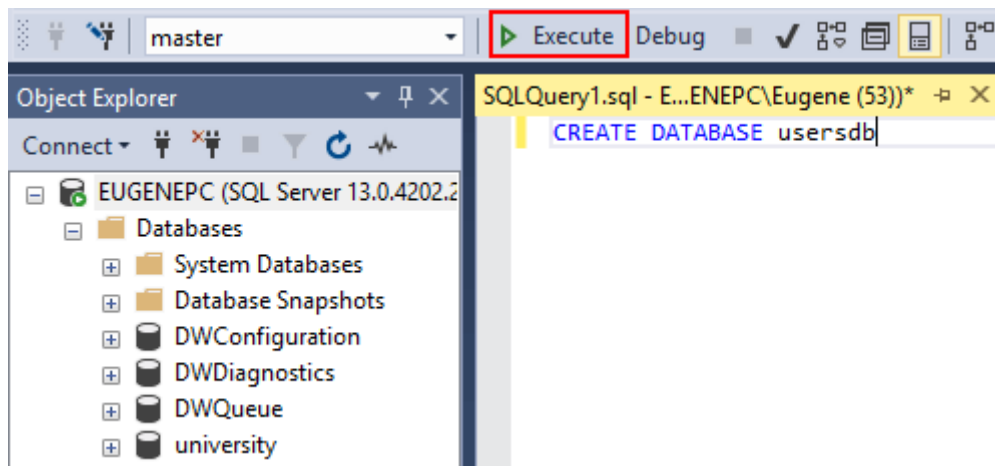 master
Execute
Debug
Object Explorer
SQLQuery1.sql - E...ENEPC\Eugene (53))*
Connect
CREATE DATABASE usersdb
EUGENEPC (SQL Server 13.0.4202.2
Databases
System Databases
Database Snapshots
DWConfiguration
DWDiagnostics
DWQueue
university